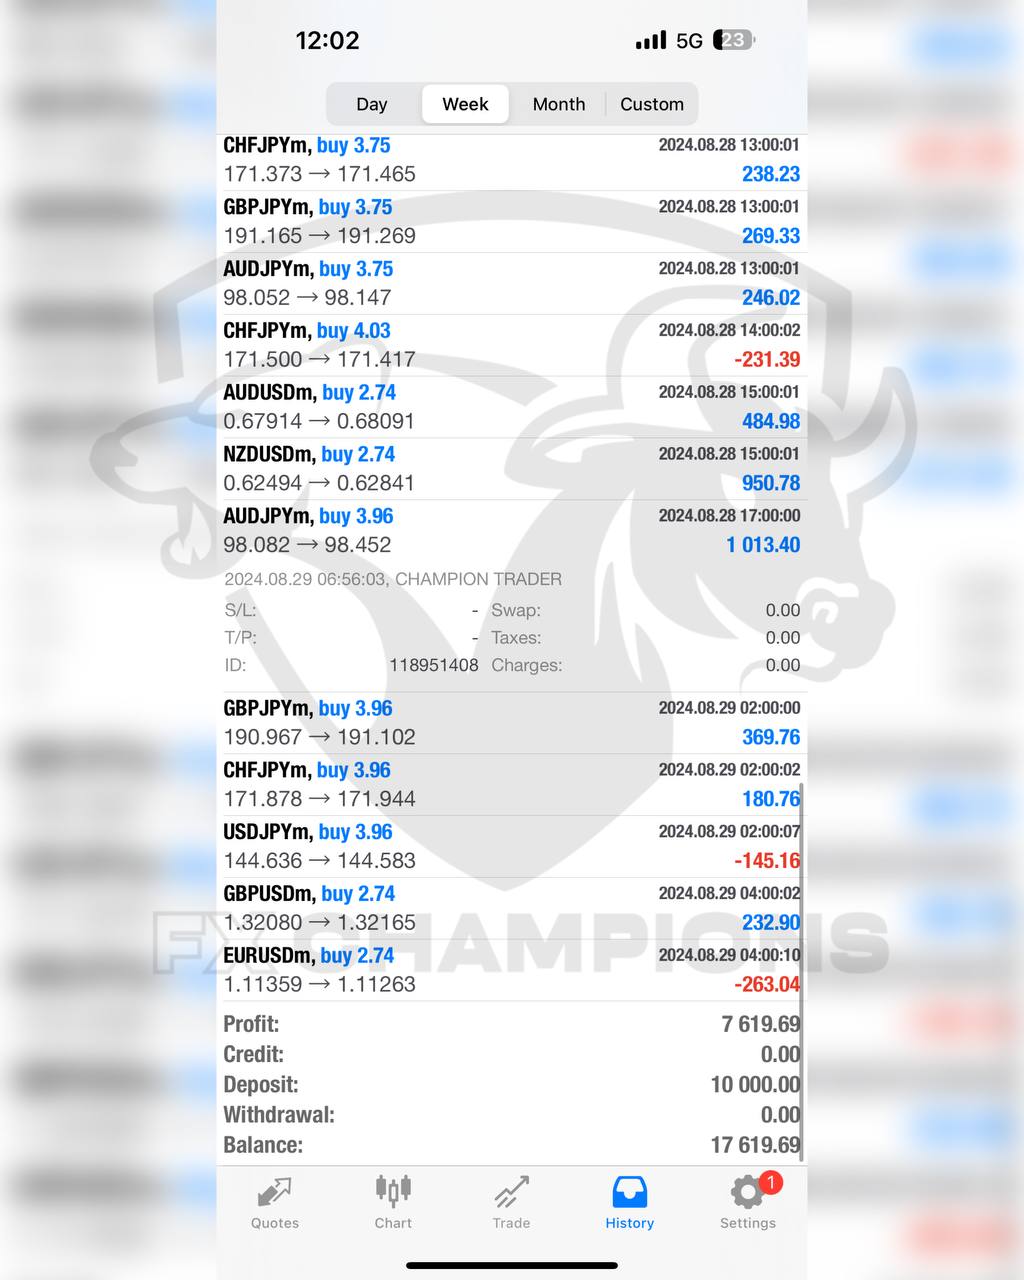 12:02 5G 23
Day Week Month Custom
CHFJPYm, buy 3.75 2024.08.28 13:00:01
171.373 → 171.465 238.23
GBPJPYm, buy 3.75 2024.08.28 13:00:01
191.165 → 191.269 269.33
AUDJPYm, buy 3.75 2024.08.28 13:00:01
98.052 → 98.147 246.02
CHFJPYm, buy 4.03 2024.08.28 14:00:02
171.500 → 171.417 -231.39
AUDUSDm, buy 2.74 2024.08.28 15:00:01
0.67914 → 0.68091 484.98
NZDUSDm, buy 2.74 2024.08.28 15:00:01
0.62494 → 0.62841 950.78
AUDJPYm, buy 3.96 2024.08.28 17:00:00
98.082 → 98.452 1 013.40
2024.08.29 06:56:03, CHAMPION TRADER
S/L: - Swap: 0.00
T/P: - Taxes: 0.00
ID: 118951408 Charges: 0.00
GBPJPYm, buy 3.96 2024.08.29 02:00:00
190.967 → 191.102 369.76
CHFJPYm, buy 3.96 2024.08.29 02:00:02
171.878 → 171.944 180.76
USDJPYm, buy 3.96 2024.08.29 02:00:07
144.636 → 144.583 -145.16
GBPUSDm, buy 2.74 2024.08.29 04:00:02
1.32080 → 1.32165 232.90
FX CHAMPIONS
EURUSDm, buy 2.74 2024.08.29 04:00:10
1.11359 → 1.11263 -263.04
Profit: 7 619.69
Credit: 0.00
Deposit: 10 000.00
Withdrawal: 0.00
Balance: 17 619.69
1
Quotes Chart Trade History Settings